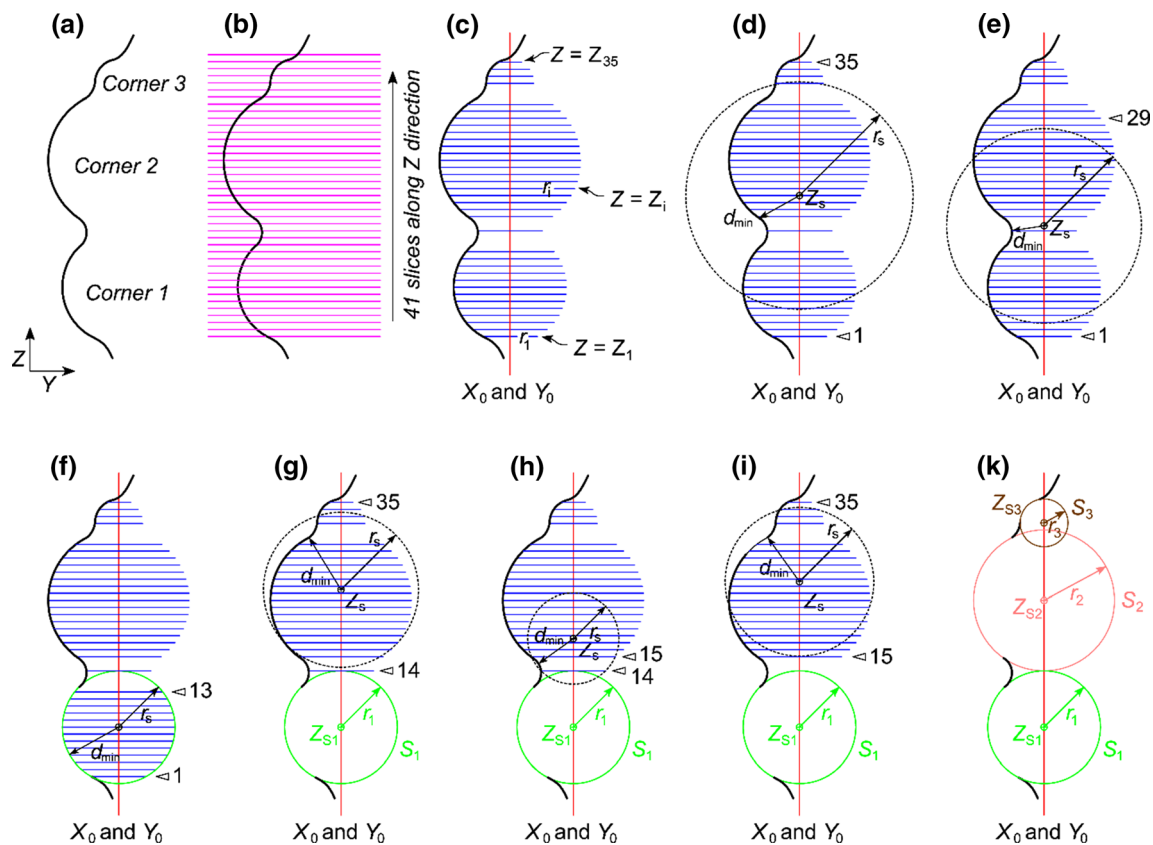 (a)
Corner 3
Corner 2
Corner 1
Z
Y
(b)
41 slices along Z direction
(c)
Z = Z35
ri
Z = Zi
r1
Z = Z1
X0 and Y0
(d)
35
rs
Zs
dmin
1
X0 and Y0
(e)
29
rs
Zs
dmin
1
X0 and Y0
(f)
13
rs
dmin
1
X0 and Y0
(g)
35
rs
dmin
Zs
14
r1
ZS1
S1
X0 and Y0
(h)
dmin
rs
Zs
15
14
r1
ZS1
S1
X0 and Y0
(i)
35
rs
dmin
Zs
15
r1
ZS1
S1
X0 and Y0
(k)
ZS3
S3
r3
ZS2
r2
S2
r1
ZS1
S1
X0 and Y0